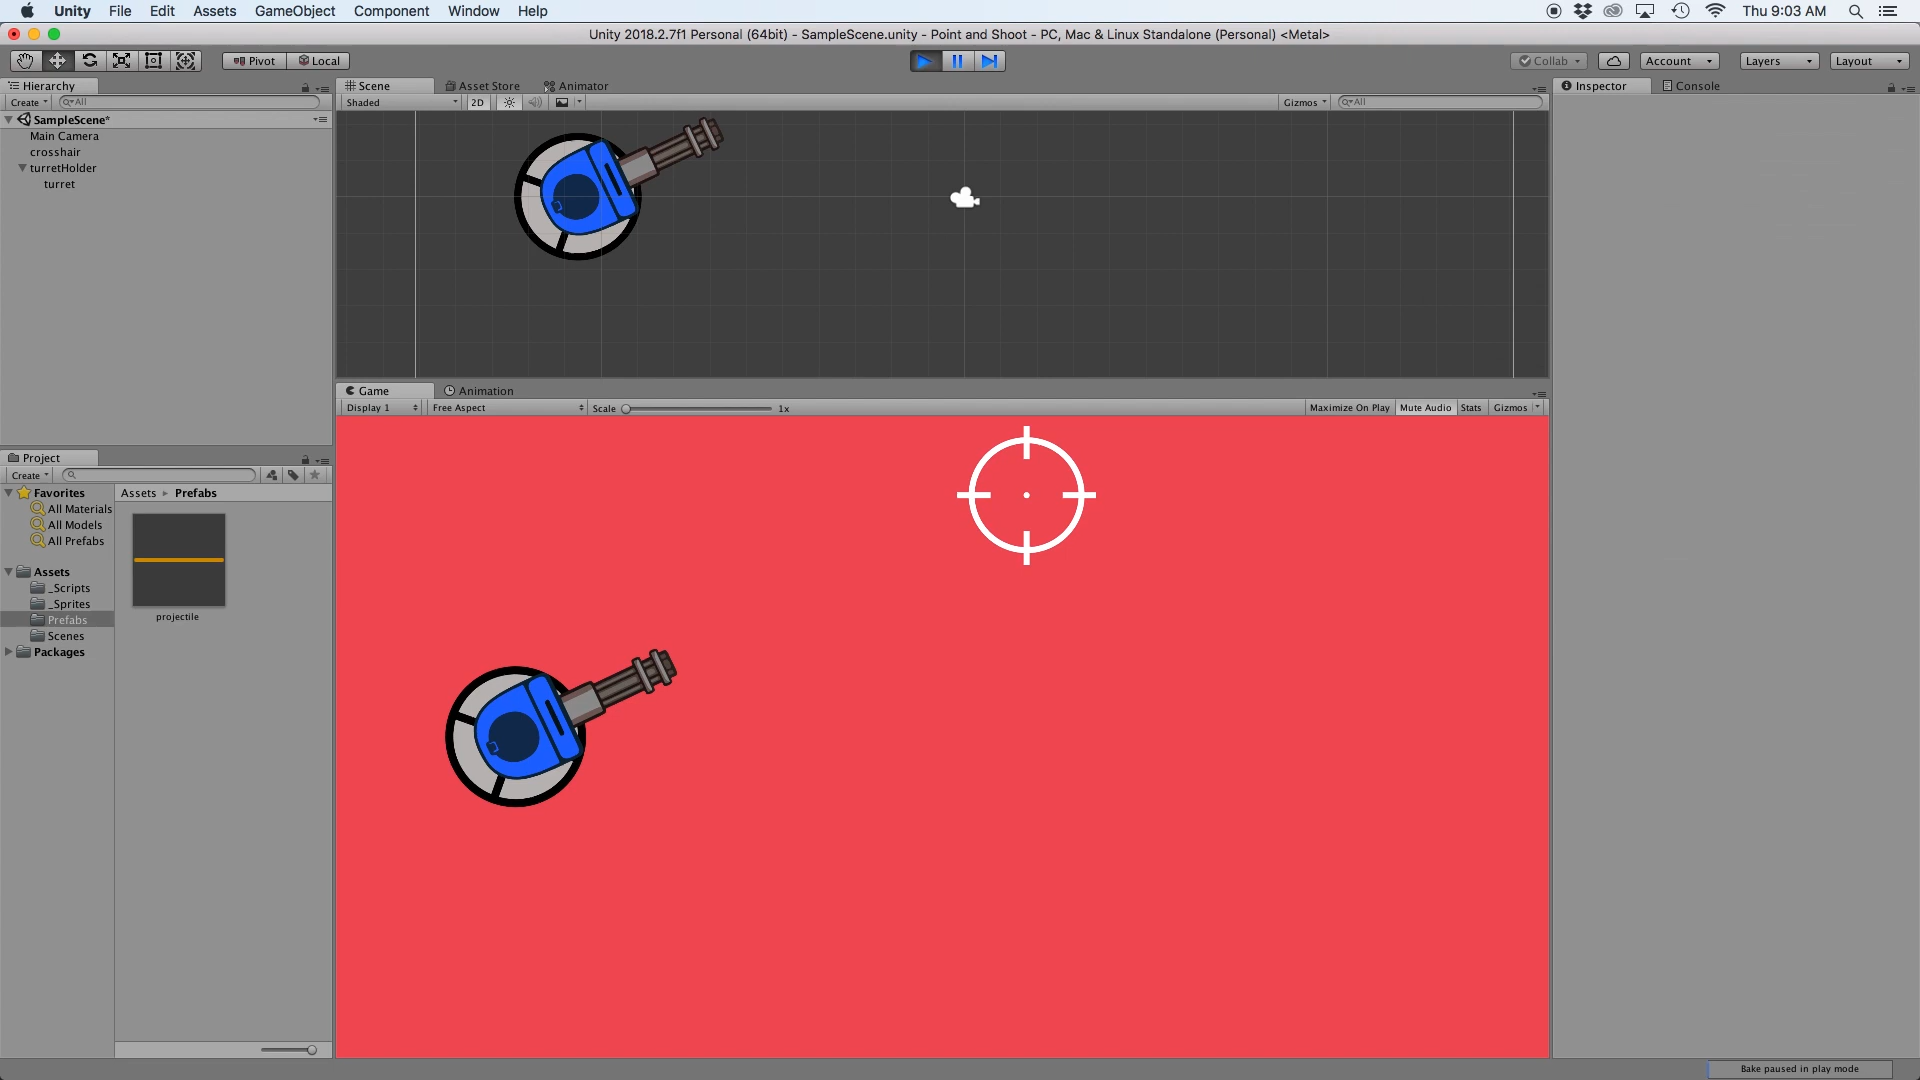 Unity File Edit Assets GameObject Component Window Help Thu 9:03 AM
Unity 2018.2.7f1 Personal (64bit) - SampleScene.unity - Point and Shoot - PC, Mac & Linux Standalone (Personal) <Metal>
Pivot Local Collab Account Layers Layout
Hierarchy
Create All
SampleScene*
Main Camera
crosshair
turretHolder
turret
Scene Asset Store Animator
Shaded 2D Gizmos All
Inspector Console
Game Animation
Display 1 Free Aspect Scale 1x Maximize On Play Mute Audio Stats Gizmos
Project
Create
Favorites
All Materials
All Models
All Prefabs
Assets
_Scripts
_Sprites
Prefabs
Scenes
Packages
Assets ▸ Prefabs
projectile
Bake paused in play mode